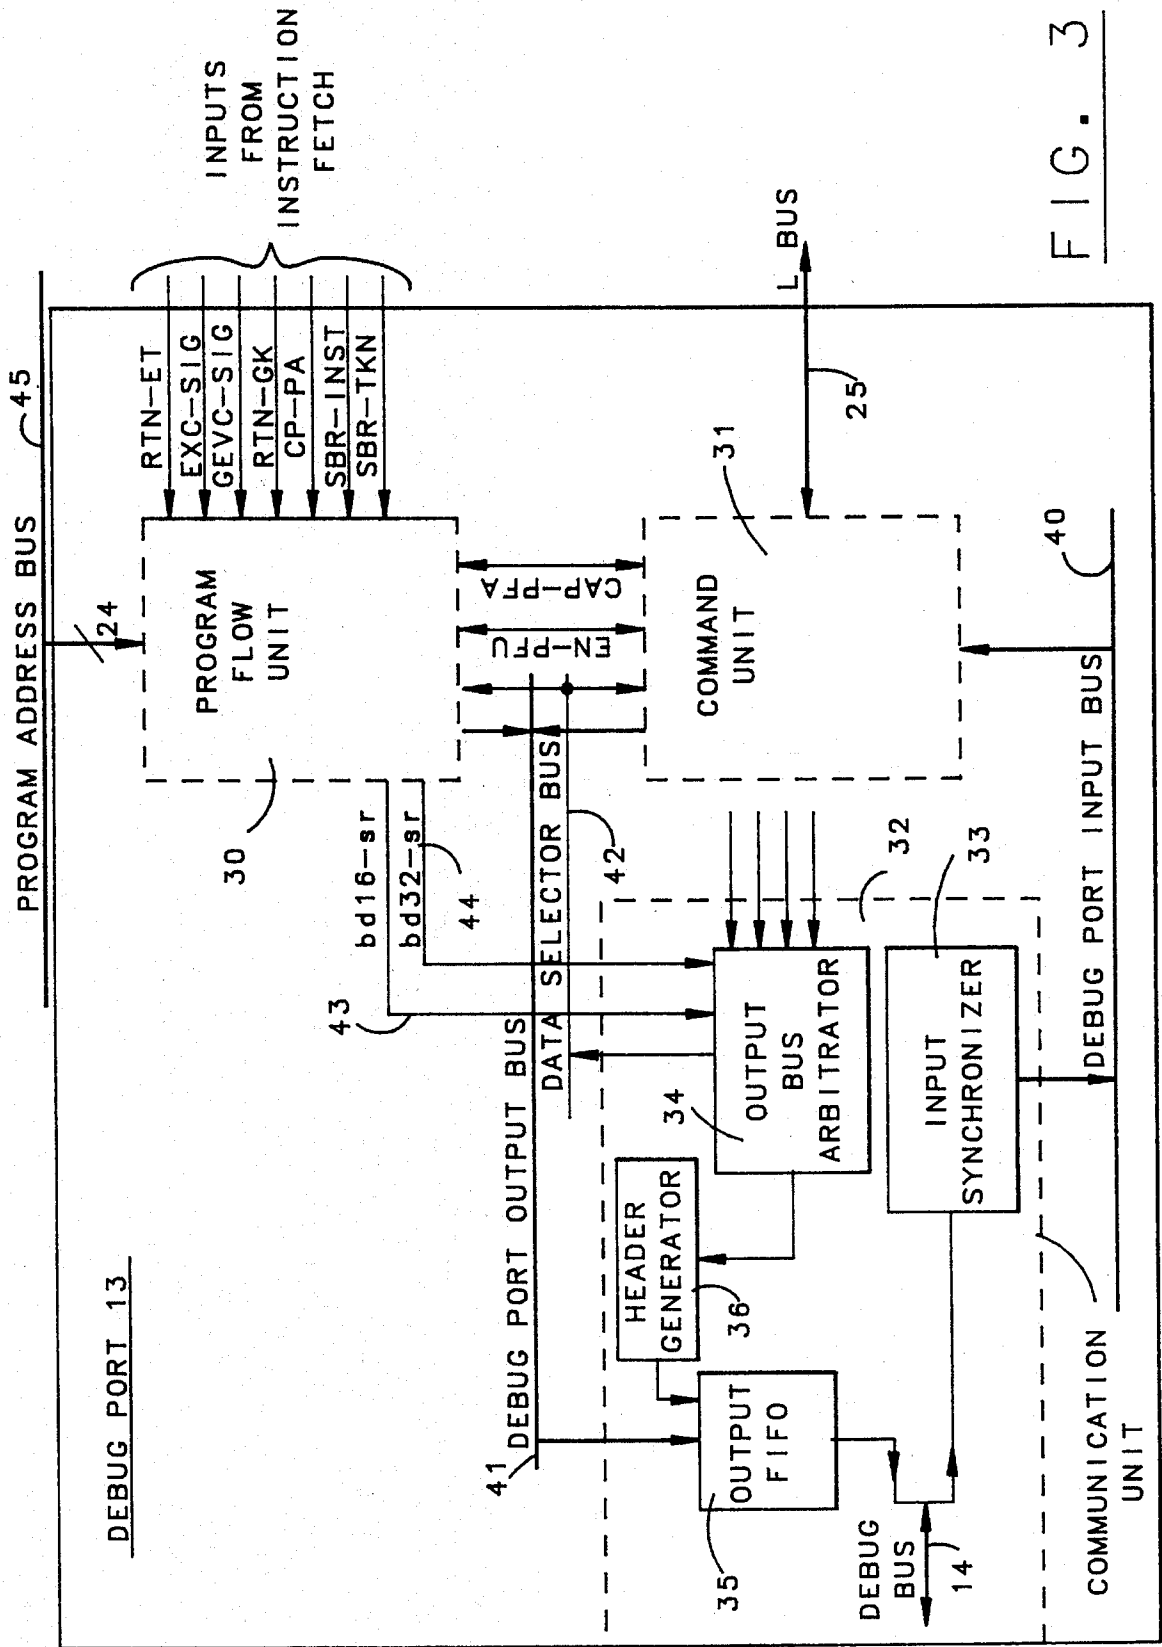 DEBUG PORT 13
PROGRAM ADDRESS BUS
45
24
PROGRAM
FLOW
UNIT
30
RTN-ET
EXC-SIG
GEVC-SIG
RTN-GK
CP-PA
SBR-INST
SBR-TKN
INPUTS
FROM
INSTRUCTION
FETCH
bd16-sr
bd32-sr
43
44
CAP-PFA
EN-PFU
41
DEBUG PORT OUTPUT BUS
DATA SELECTOR BUS
42
COMMAND
UNIT
31
L BUS
25
32
OUTPUT
BUS
ARBITRATOR
34
HEADER
GENERATOR
36
OUTPUT
FIFO
35
INPUT
SYNCHRONIZER
33
DEBUG
BUS
14
DEBUG PORT INPUT BUS
40
COMMUNICATION
UNIT
FIG. 3